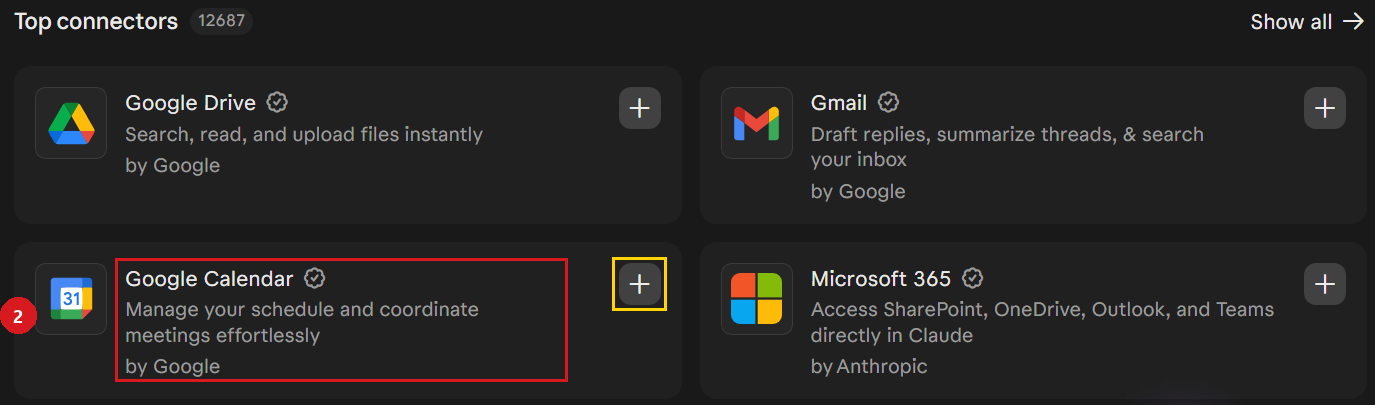 Top connectors 12687
Show all →
Google Drive
Search, read, and upload files instantly
by Google
Gmail
Draft replies, summarize threads, & search
your inbox
by Google
2
31
Google Calendar
Manage your schedule and coordinate
meetings effortlessly
by Google
Microsoft 365
Access SharePoint, OneDrive, Outlook, and Teams
directly in Claude
by Anthropic